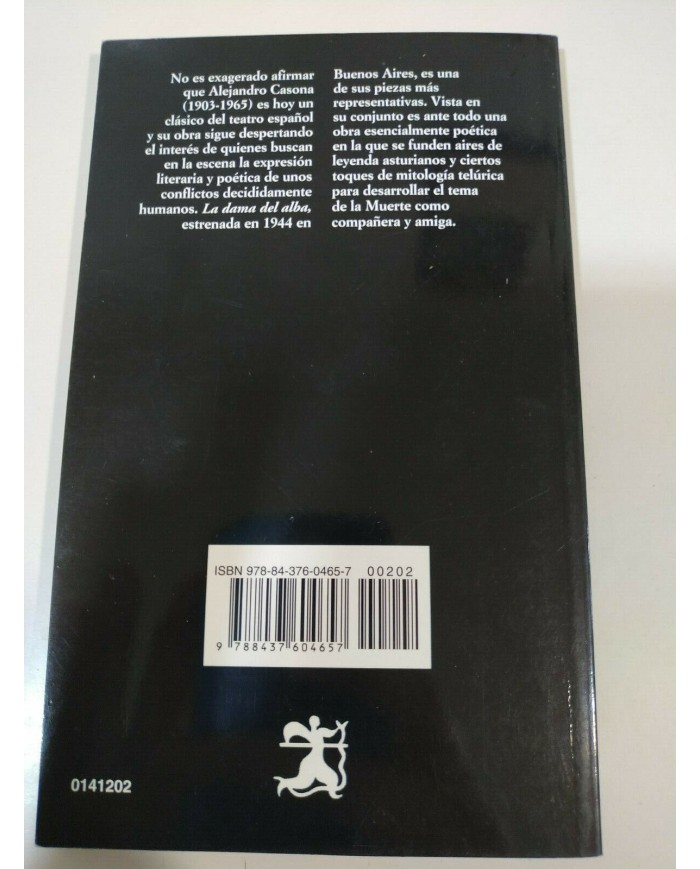 No es exagerado afirmar
que Alejandro Casona
(1903-1965) es hoy un
clásico del teatro español
y su obra sigue despertando
el interés de quienes buscan
en la escena la expresión
literaria y poética de unos
conflictos decididamente
humanos. La dama del alba,
estrenada en 1944 en
Buenos Aires, es una
de sus piezas más
representativas. Vista en
su conjunto es ante todo una
obra esencialmente poética
en la que se funden aires de
leyenda asturianos y ciertos
toques de mitología telúrica
para desarrollar el tema
de la Muerte como
compañera y amiga.
ISBN 978-84-376-0465-7
00202
9 788437 604657
0141202